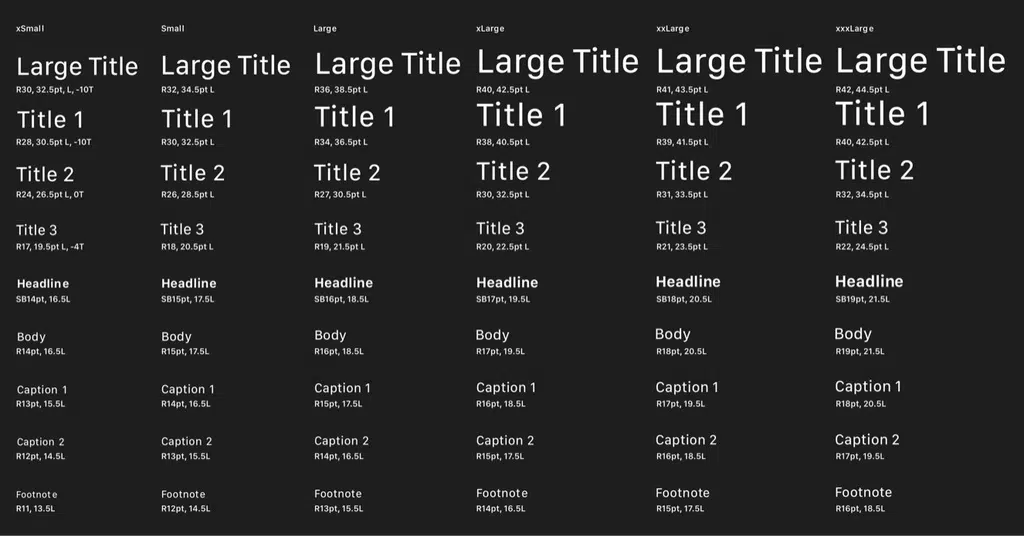 xSmall Small Large xLarge xxLarge xxxLarge
Large Title Large Title Large Title Large Title Large Title Large Title
R30, 32.5pt, L, -10T R32, 34.5pt L R36, 38.5pt L R40, 42.5pt L R41, 43.5pt L R42, 44.5pt L
Title 1 Title 1 Title 1 Title 1 Title 1 Title 1
R28, 30.5pt L, -10T R30, 32.5pt L R34, 36.5pt L R38, 40.5pt L R39, 41.5pt L R40, 42.5pt L
Title 2 Title 2 Title 2 Title 2 Title 2 Title 2
R24, 26.5pt L, 0T R26, 28.5pt L R27, 30.5pt L R30, 32.5pt L R31, 33.5pt L R32, 34.5pt L
Title 3 Title 3 Title 3 Title 3 Title 3 Title 3
R17, 19.5pt L, -4T R18, 20.5pt L R19, 21.5pt L R20, 22.5pt L R21, 23.5pt L R22, 24.5pt L
Headline Headline Headline Headline Headline Headline
SB14pt, 16.5L SB15pt, 17.5L SB16pt, 18.5L SB17pt, 19.5L SB18pt, 20.5L SB19pt, 21.5L
Body Body Body Body Body Body
R14pt, 16.5L R15pt, 17.5L R16pt, 18.5L R17pt, 19.5L R18pt, 20.5L R19pt, 21.5L
Caption 1 Caption 1 Caption 1 Caption 1 Caption 1 Caption 1
R13pt, 15.5L R14pt, 16.5L R15pt, 17.5L R16pt, 18.5L R17pt, 19.5L R18pt, 20.5L
Caption 2 Caption 2 Caption 2 Caption 2 Caption 2 Caption 2
R12pt, 14.5L R13pt, 15.5L R14pt, 16.5L R15pt, 17.5L R16pt, 18.5L R17pt, 19.5L
Footnote Footnote Footnote Footnote Footnote Footnote
R11, 13.5L R12pt, 14.5L R13pt, 15.5L R14pt, 16.5L R15pt, 17.5L R16pt, 18.5L